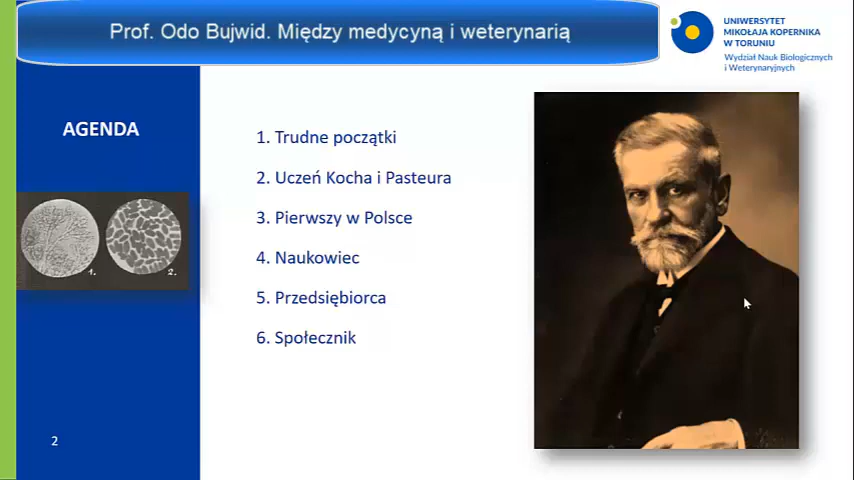 Prof. Odo Bujwid. Między medycyną i weterynarią
UNIWERSYTET
MIKOŁAJA KOPERNIKA
W TORUNIU
Wydział Nauk Biologicznych
i Weterynaryjnych
AGENDA
1. Trudne początki
2. Uczeń Kocha i Pasteura
3. Pierwszy w Polsce
4. Naukowiec
5. Przedsiębiorca
6. Społecznik
1.
2.
2